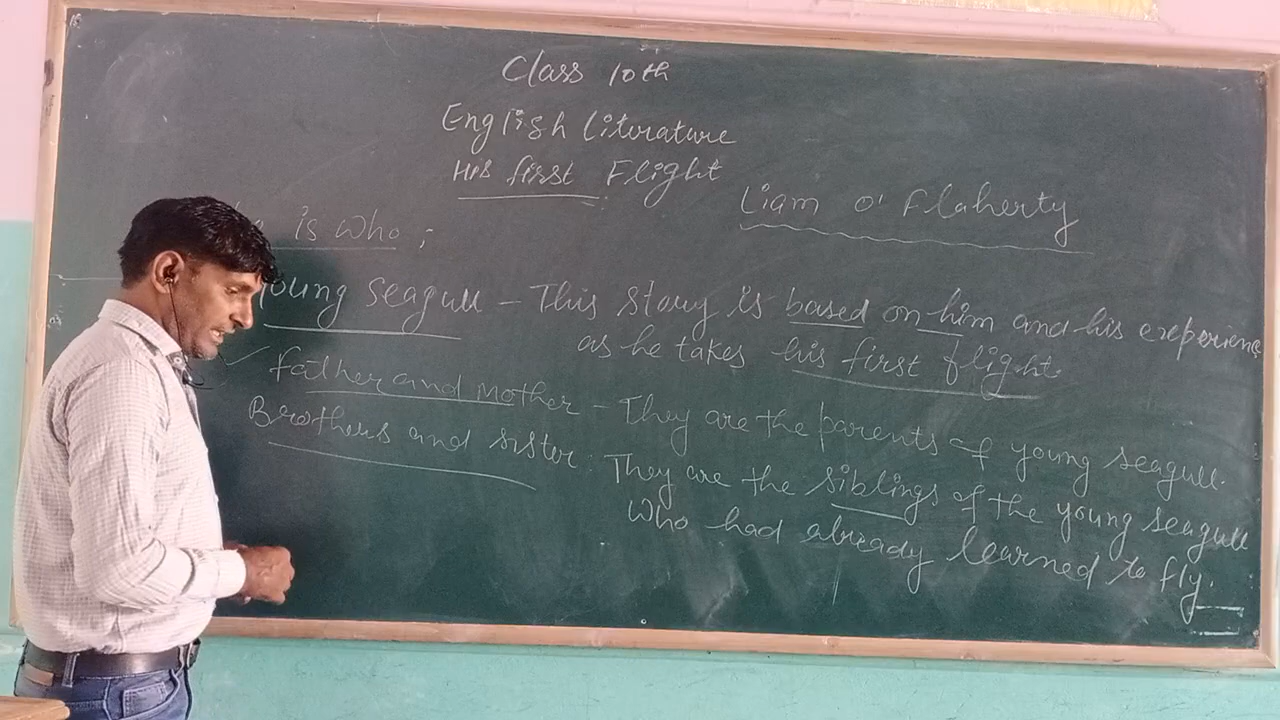 Class 10th
English Literature
His first Flight
Liam O' Flaherty
is Who ;
young seagull - This story is based on him and his experience
as he takes his first flight.
Father and Mother - They are the parents of young seagull.
Brothers and sister : They are the siblings of the young seagull
Who had already learned to fly.